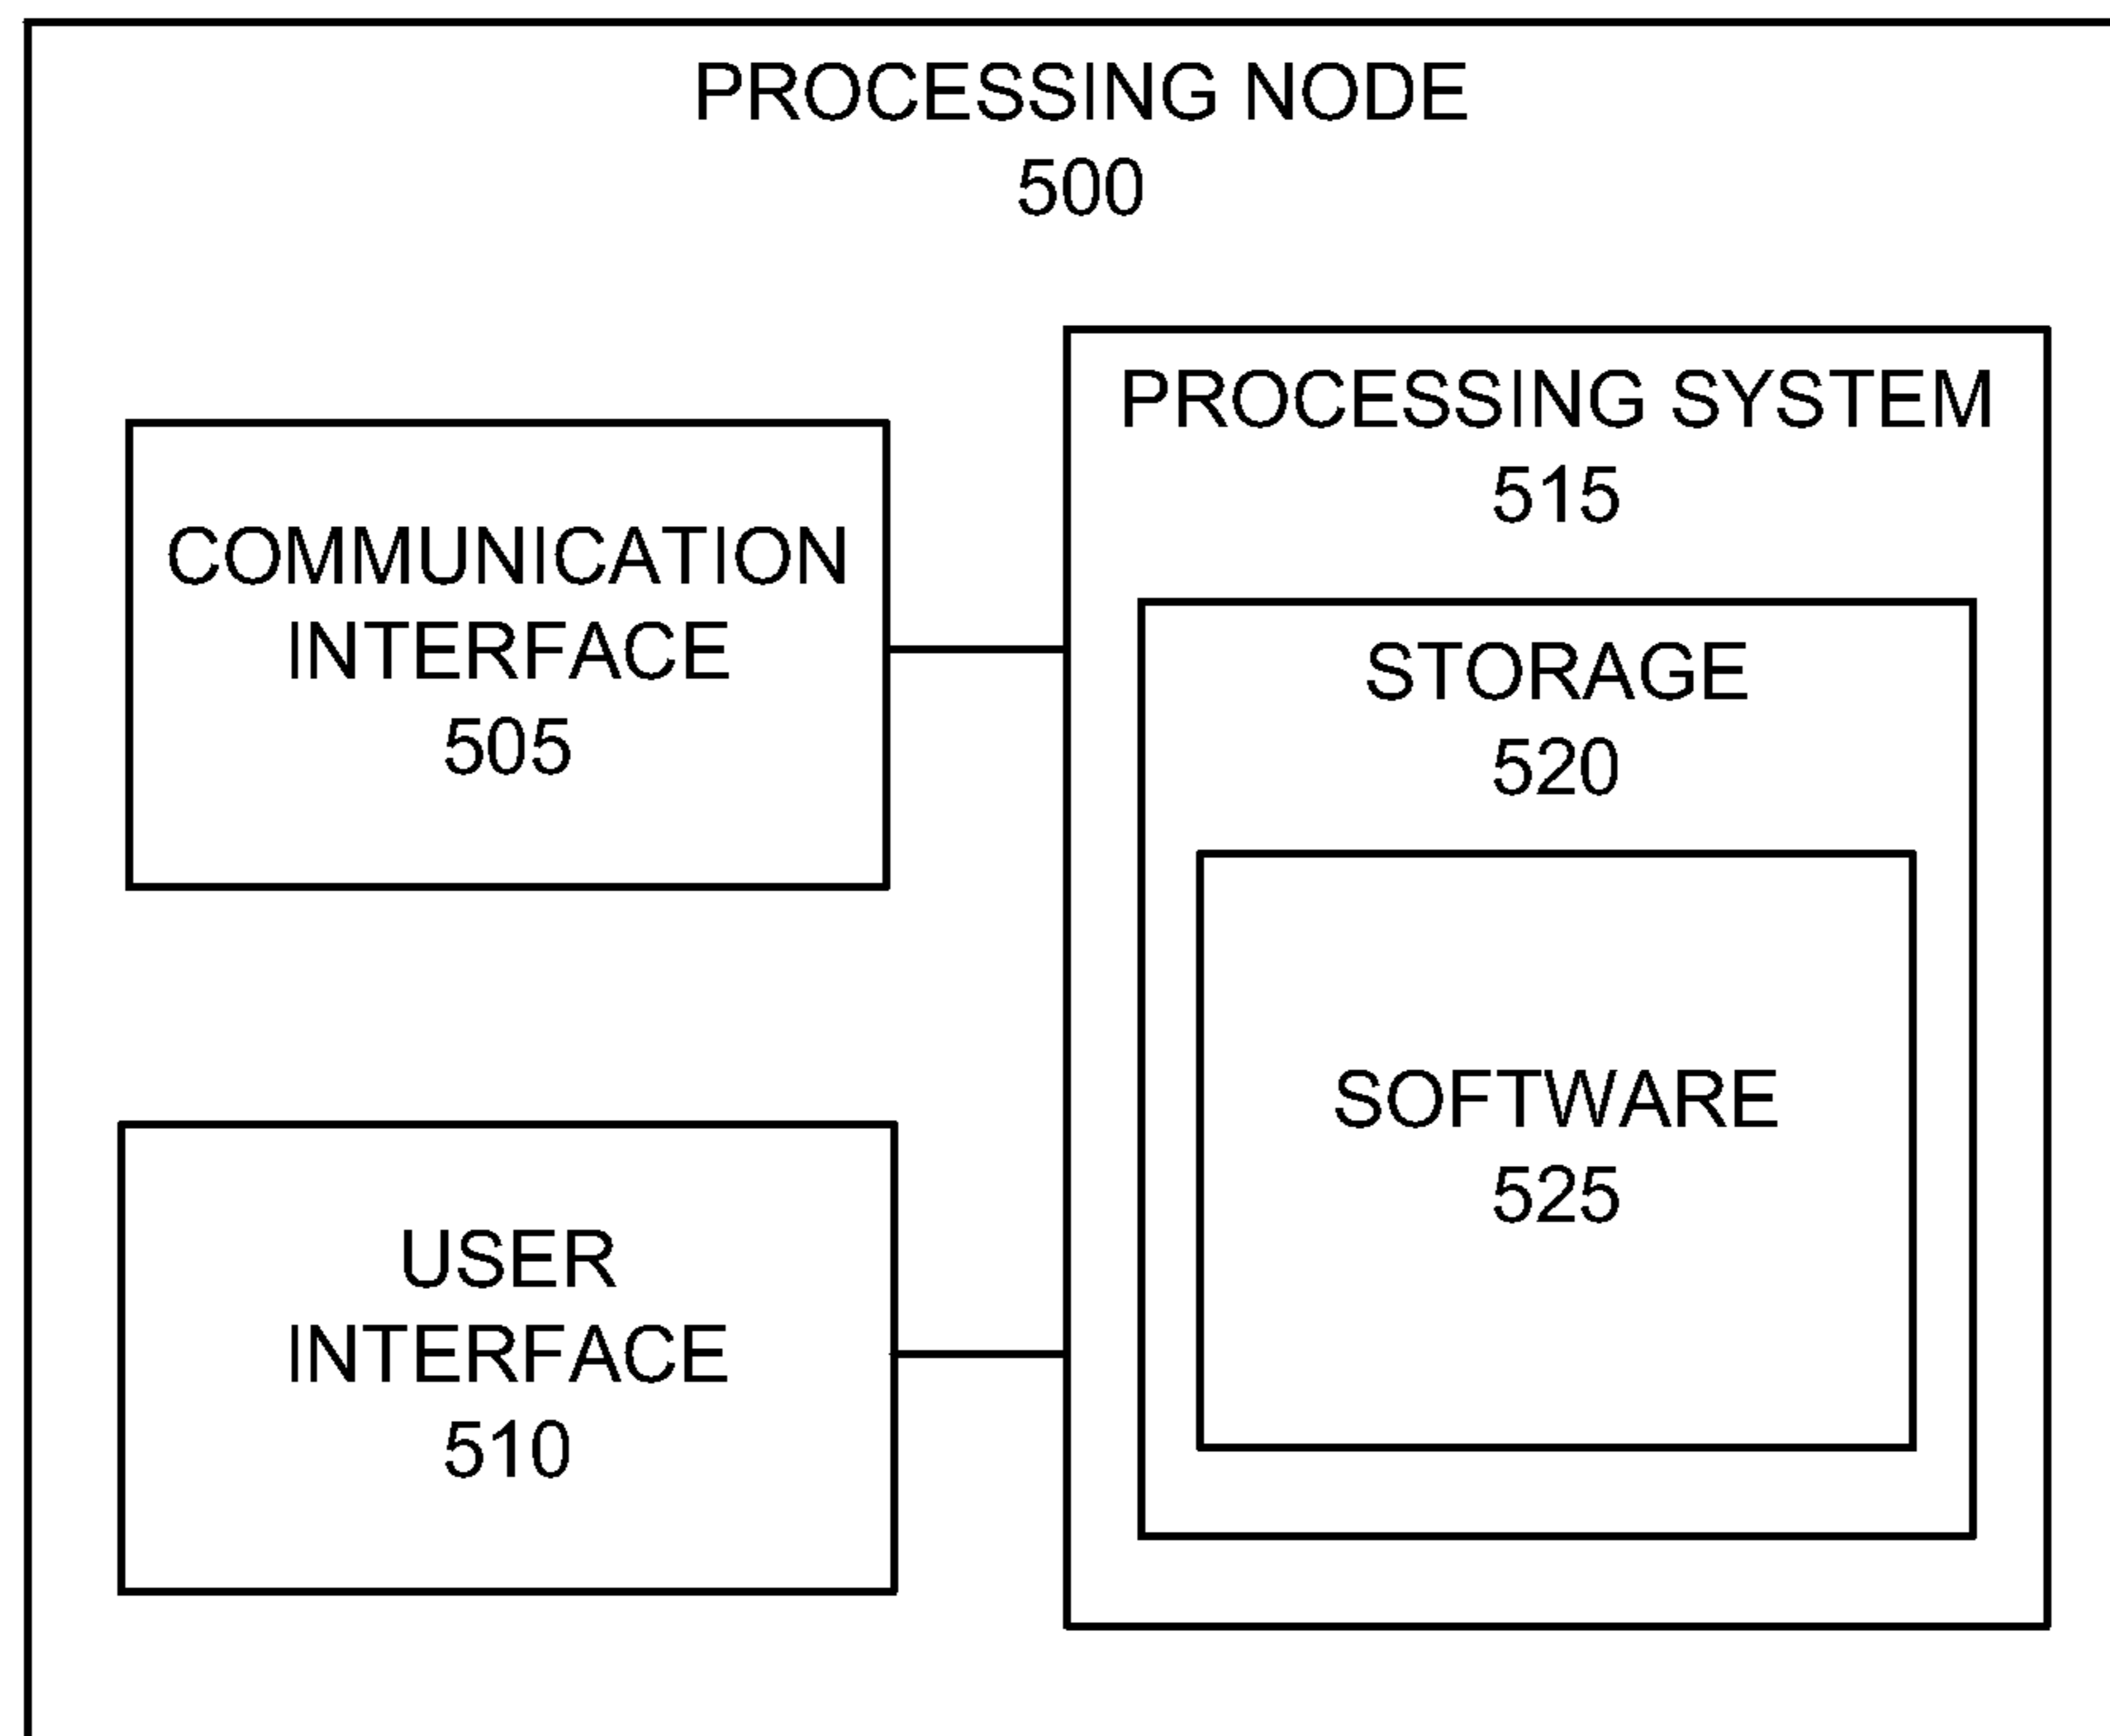 PROCESSING NODE
500
PROCESSING SYSTEM
515
COMMUNICATION
INTERFACE
505
STORAGE
520
SOFTWARE
525
USER
INTERFACE
510